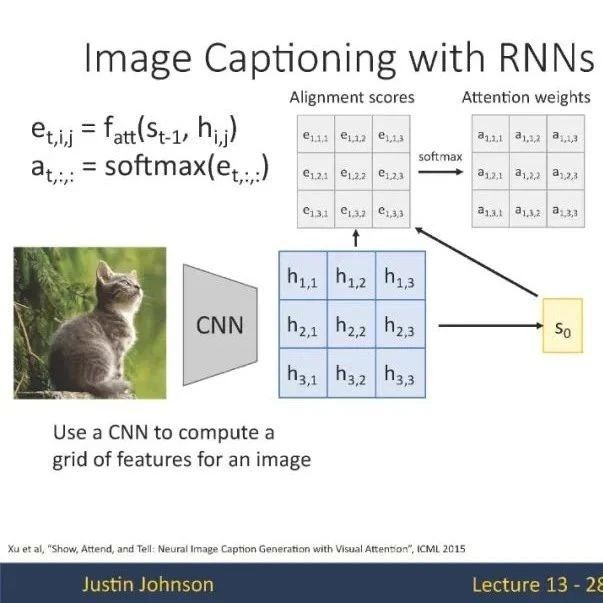 Image Captioning with RNNs
Alignment scores
Attention weights
e_{t,i,j} = f_{att}(s_{t-1}, h_{i,j})
a_{t,:,:} = softmax(e_{t,:,:})
e_{1,1,1} e_{1,1,2} e_{1,1,3}
e_{1,2,1} e_{1,2,2} e_{1,2,3}
e_{1,3,1} e_{1,3,2} e_{1,3,3}
softmax
a_{1,1,1} a_{1,1,2} a_{1,1,3}
a_{1,2,1} a_{1,2,2} a_{1,2,3}
a_{1,3,1} a_{1,3,2} a_{1,3,3}
CNN
h_{1,1} h_{1,2} h_{1,3}
h_{2,1} h_{2,2} h_{2,3}
h_{3,1} h_{3,2} h_{3,3}
s_0
Use a CNN to compute a
grid of features for an image
Xu et al, "Show, Attend, and Tell: Neural Image Caption Generation with Visual Attention", ICML 2015
Justin Johnson
Lecture 13 - 28